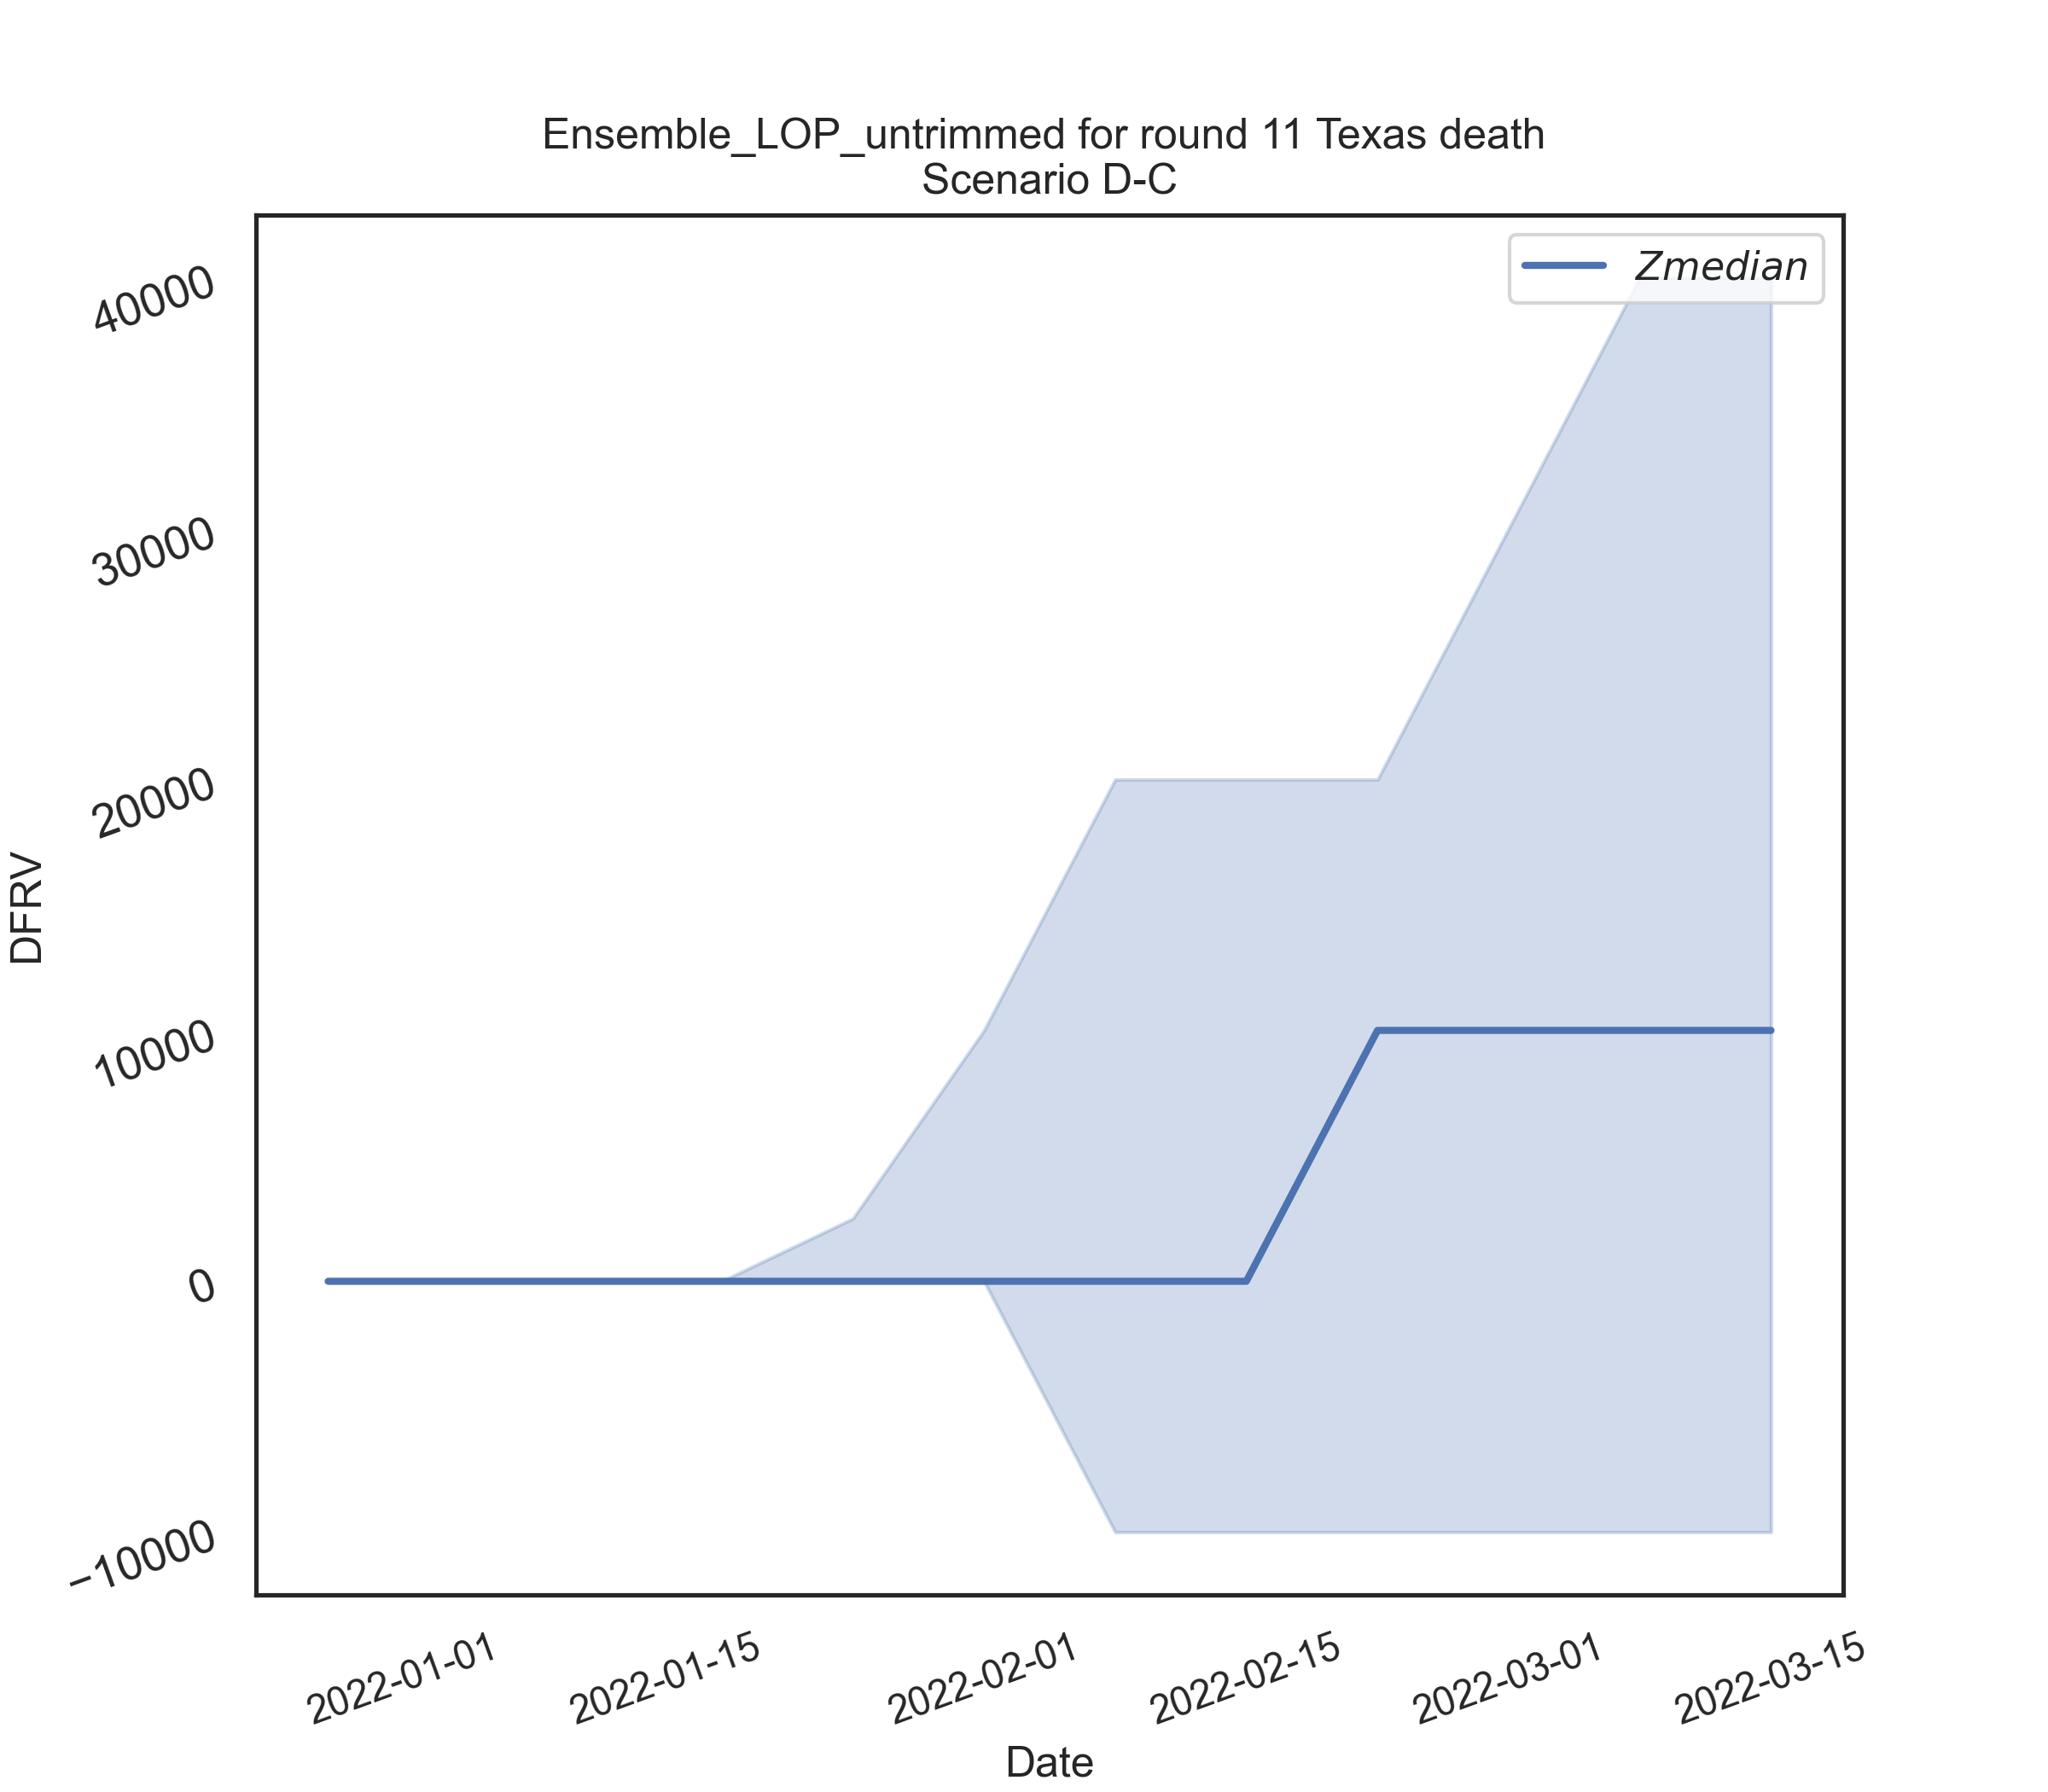 Ensemble_LOP_untrimmed for round 11 Texas death
Scenario D-C
Zmedian
40000
30000
20000
10000
0
−10000
DFRV
2022-01-01
2022-01-15
2022-02-01
2022-02-15
2022-03-01
2022-03-15
Date